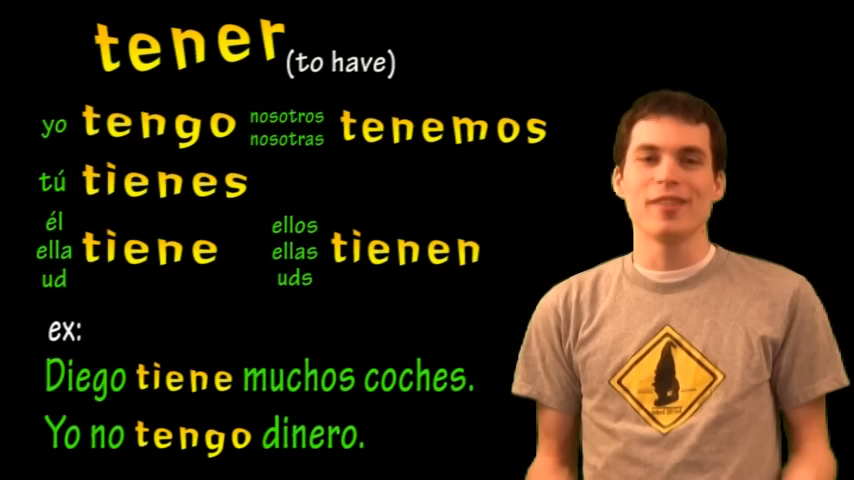 tener (to have)
yo tengo nosotros nosotras tenemos
tú tienes
él ella ud tiene ellos ellas uds tienen
ex:
Diego tiene muchos coches.
Yo no tengo dinero.